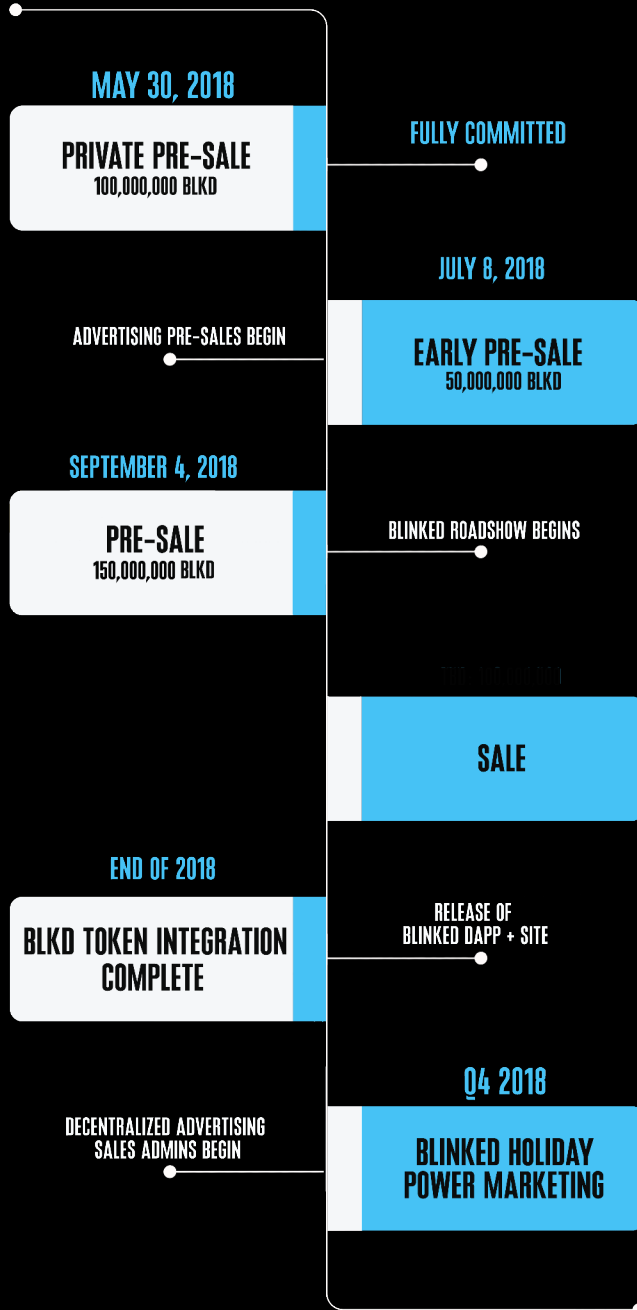 MAY 30, 2018
PRIVATE PRE-SALE
100,000,000 BLKD
FULLY COMMITTED
JULY 8, 2018
ADVERTISING PRE-SALES BEGIN
EARLY PRE-SALE
50,000,000 BLKD
SEPTEMBER 4, 2018
PRE-SALE
150,000,000 BLKD
BLINKED ROADSHOW BEGINS
SALE
END OF 2018
BLKD TOKEN INTEGRATION
COMPLETE
RELEASE OF
BLINKED DAPP + SITE
Q4 2018
DECENTRALIZED ADVERTISING
SALES ADMINS BEGIN
BLINKED HOLIDAY
POWER MARKETING